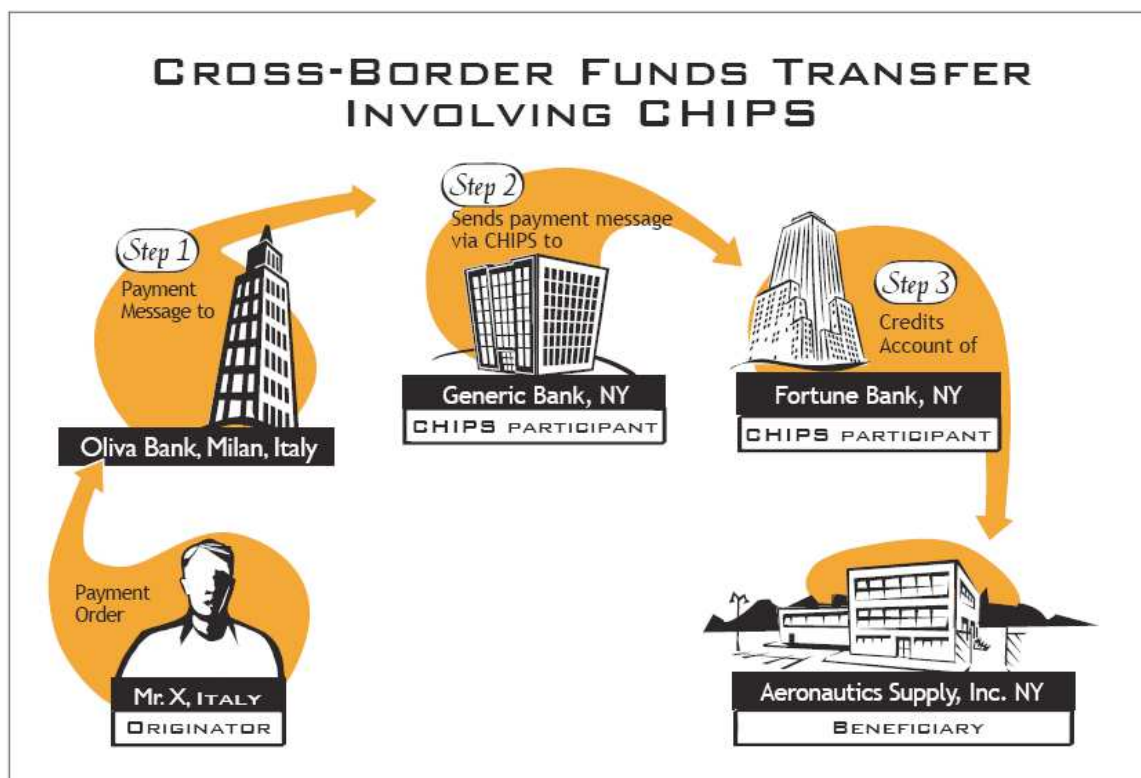 CROSS-BORDER FUNDS TRANSFER
INVOLVING CHIPS
Step 1
Payment
Message to
Oliva Bank, Milan, Italy
Step 2
Sends payment message
via CHIPS to
Generic Bank, NY
CHIPS PARTICIPANT
Step 3
Credits
Account of
Fortune Bank, NY
CHIPS PARTICIPANT
Payment
Order
Mr. X, ITALY
ORIGINATOR
Aeronautics Supply, Inc. NY
BENEFICIARY